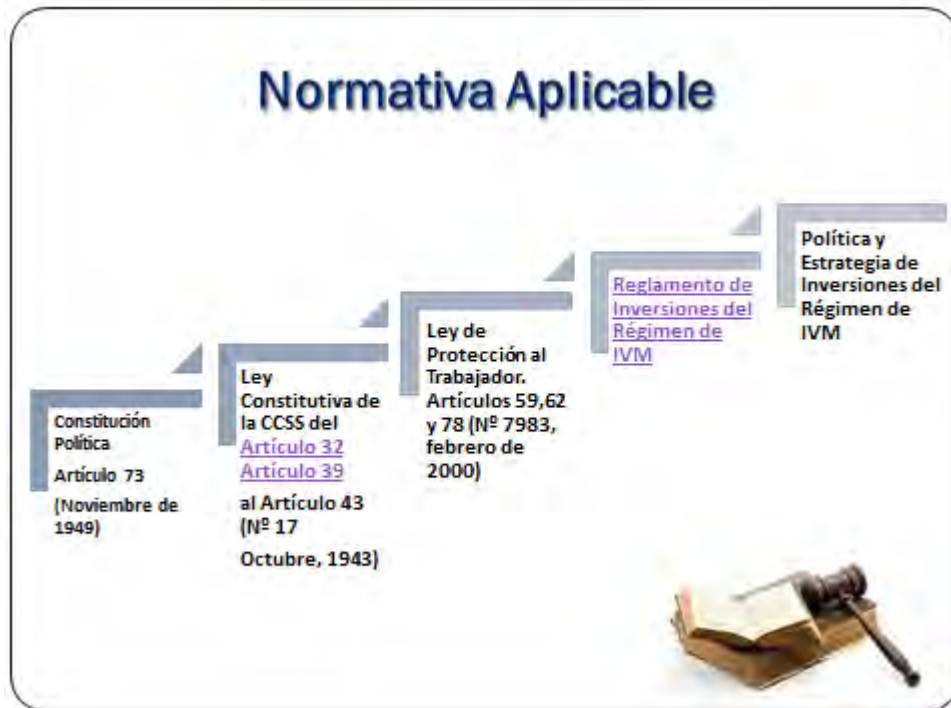 Normativa Aplicable
Constitución
Política
Artículo 73
(Noviembre de
1949)
Ley
Constitutiva de
la CCSS del
Artículo 32
Artículo 39
al Artículo 43
(Nº 17
Octubre, 1943)
Ley de
Protección al
Trabajador.
Artículos 59,62
y 78 (Nº 7983,
febrero de
2000)
Reglamento de
Inversiones del
Régimen de
IVM
Política y
Estrategia de
Inversiones del
Régimen de
IVM